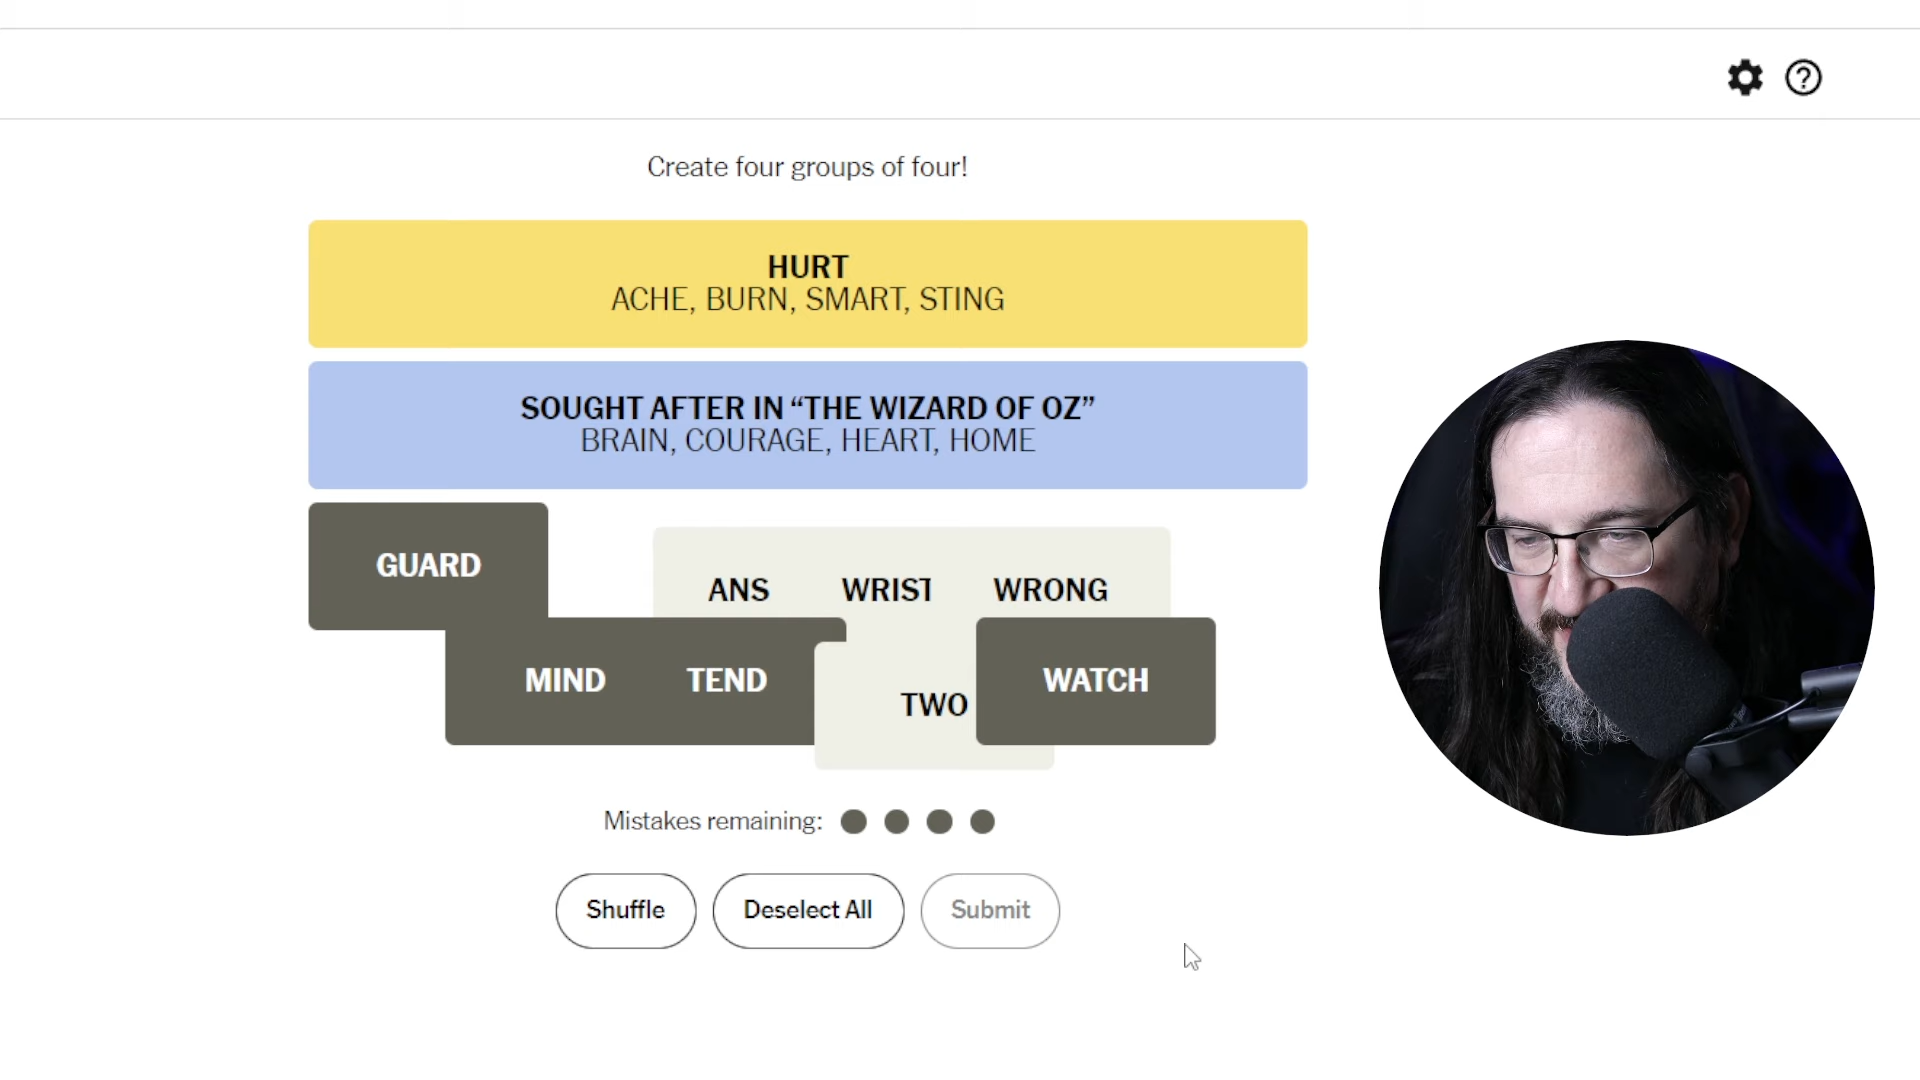 Create four groups of four!
HURT
ACHE, BURN, SMART, STING
SOUGHT AFTER IN “THE WIZARD OF OZ”
BRAIN, COURAGE, HEART, HOME
GUARD
ANS WRIST WRONG
MIND TEND TWO WATCH
Mistakes remaining:
Shuffle Deselect All Submit